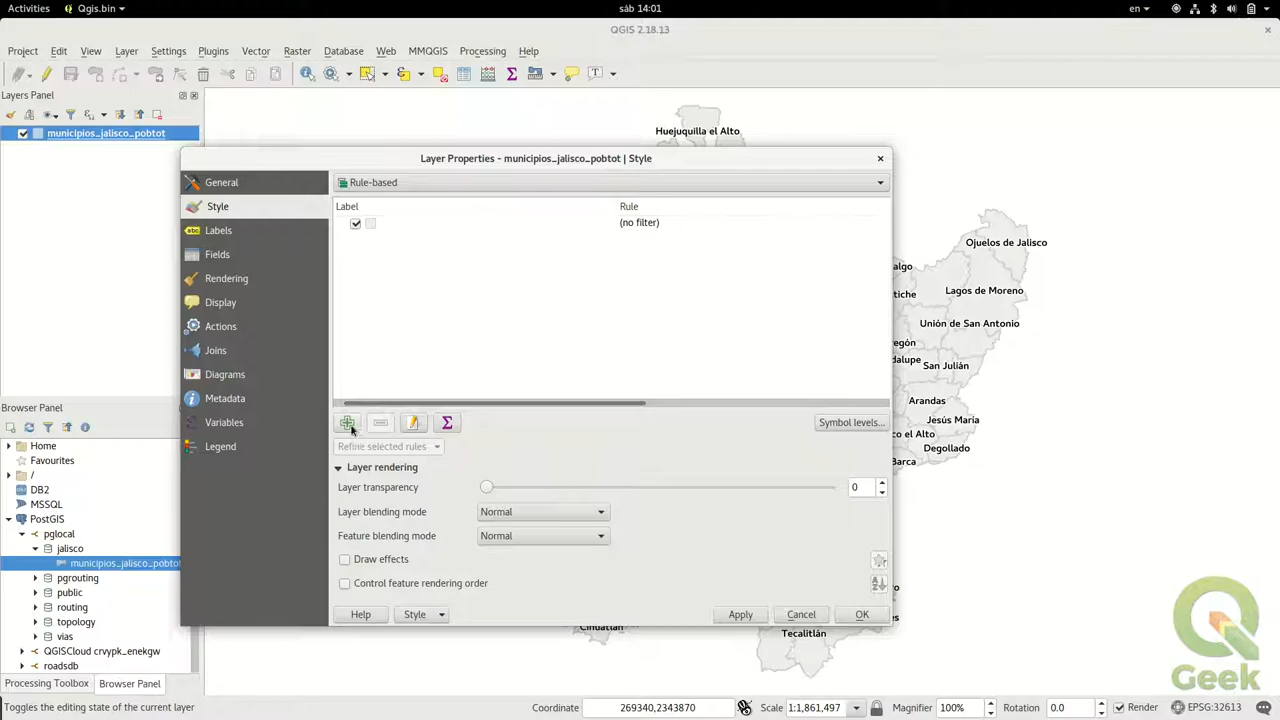 Activities Qgis.bin sáb 14:01 en
QGIS 2.18.13
Project Edit View Layer Settings Plugins Vector Raster Database Web MMQGIS Processing Help
Layers Panel
municipios_jalisco_pobtot
Huejuquilla el Alto
Layer Properties - municipios_jalisco_pobtot | Style
General
Style
Labels
Fields
Rendering
Display
Actions
Joins
Diagrams
Metadata
Variables
Legend
Rule-based
Label Rule
(no filter)
Symbol levels...
Refine selected rules
Layer rendering
Layer transparency 0
Layer blending mode Normal
Feature blending mode Normal
Draw effects
Control feature rendering order
Help Style Apply Cancel OK
Ojuelos de Jalisco
algo
Lagos de Moreno
tiche
Unión de San Antonio
egón
dalupe San Julián
Arandas
Jesús María
co el Alto
Degollado
Barca
Cihuatlán
Tecalitlán
Browser Panel
Home
Favourites
/
DB2
MSSQL
PostGIS
pglocal
jalisco
municipios_jalisco_pobtot
pgrouting
public
routing
topology
vias
QGISCloud crvypk_enekgw
roadsdb
Processing Toolbox Browser Panel
Geek
Toggles the editing state of the current layer Coordinate 269340,2343870 Scale 1:1,861,497 Magnifier 100% Rotation 0.0 Render EPSG:32613